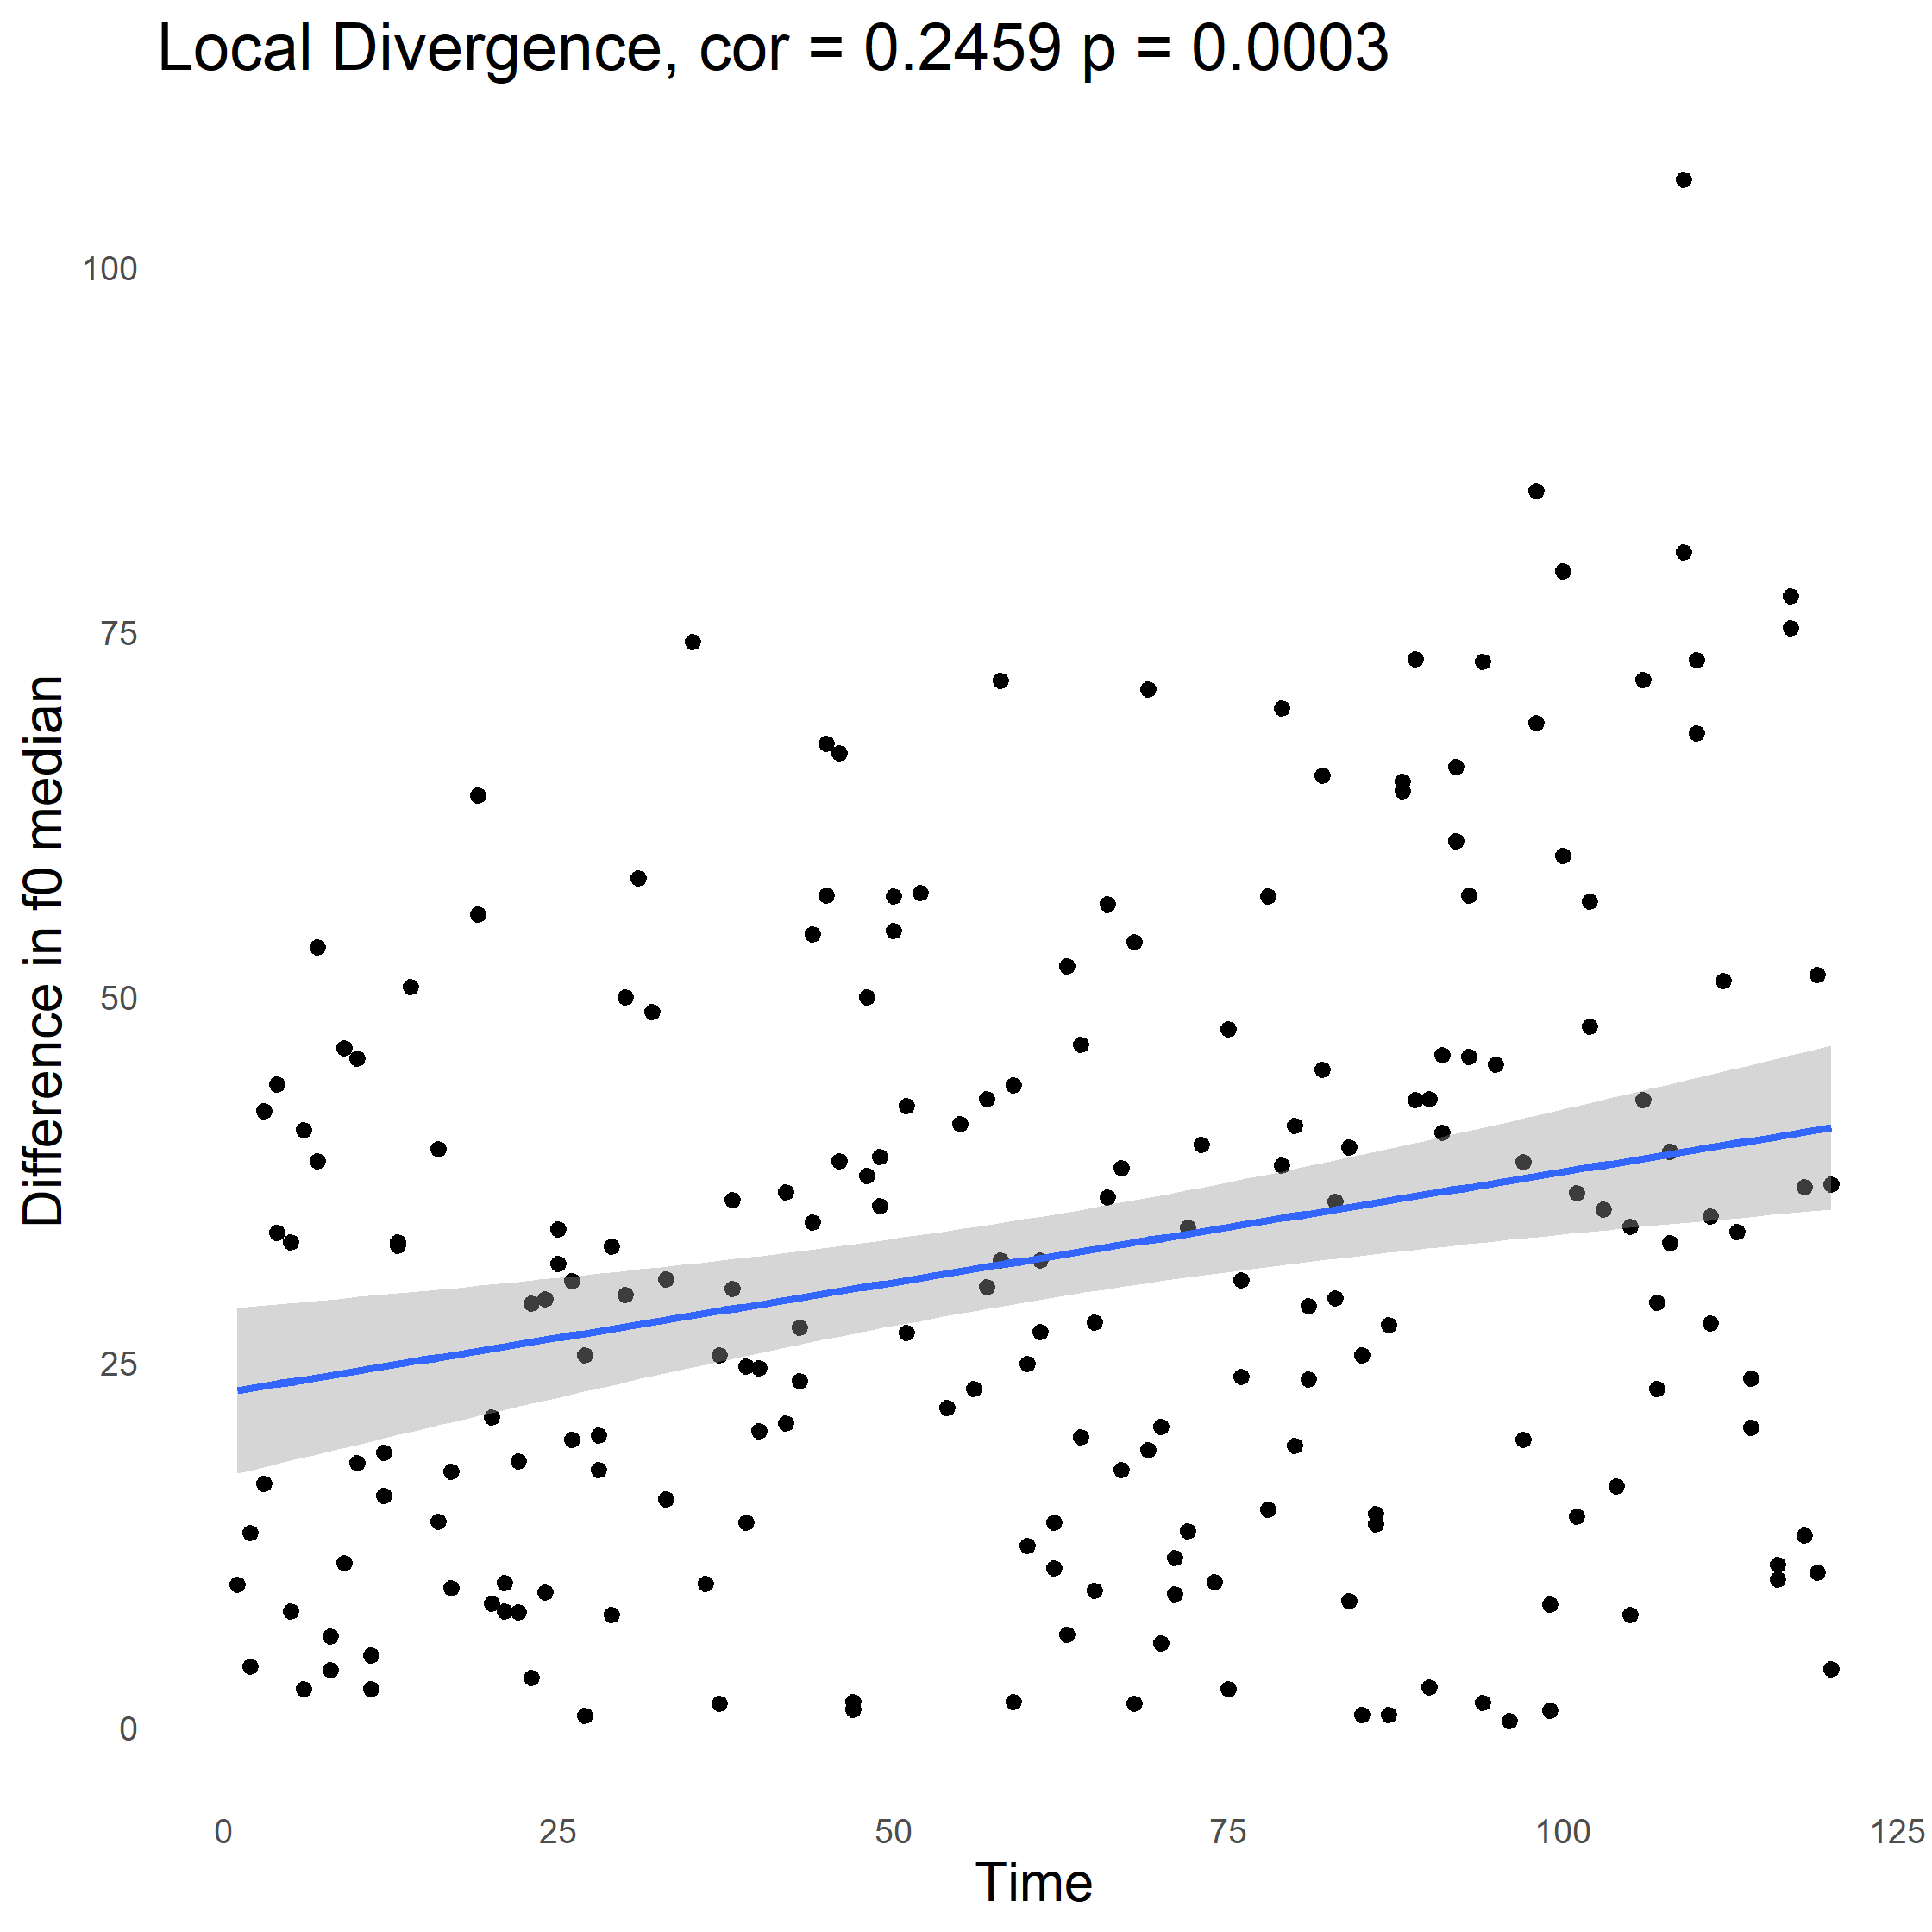 Local Divergence, cor = 0.2459 p = 0.0003
Difference in f0 median
100
75
50
25
0
0 25 50 75 100 125
Time